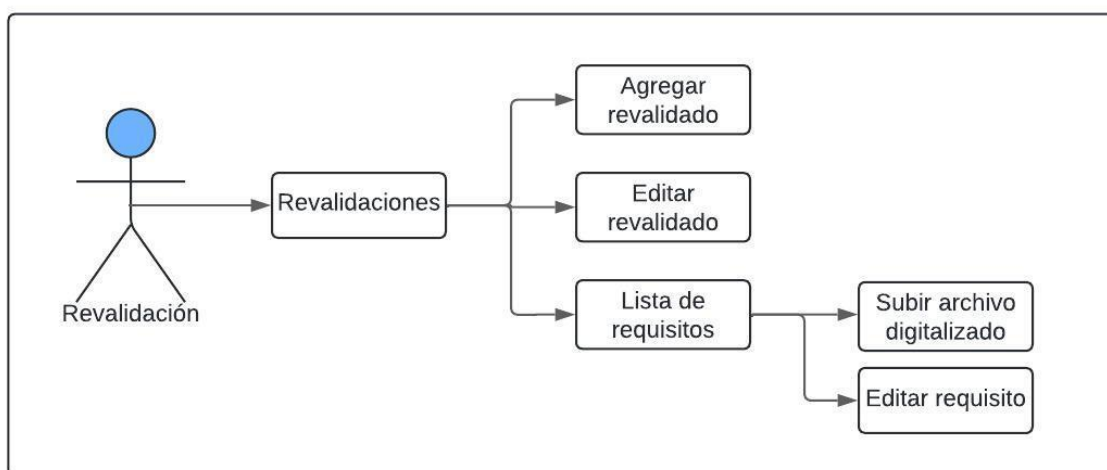 Agregar
revalidado
Revalidaciones
Editar
revalidado
Revalidación
Lista de
requisitos
Subir archivo
digitalizado
Editar requisito